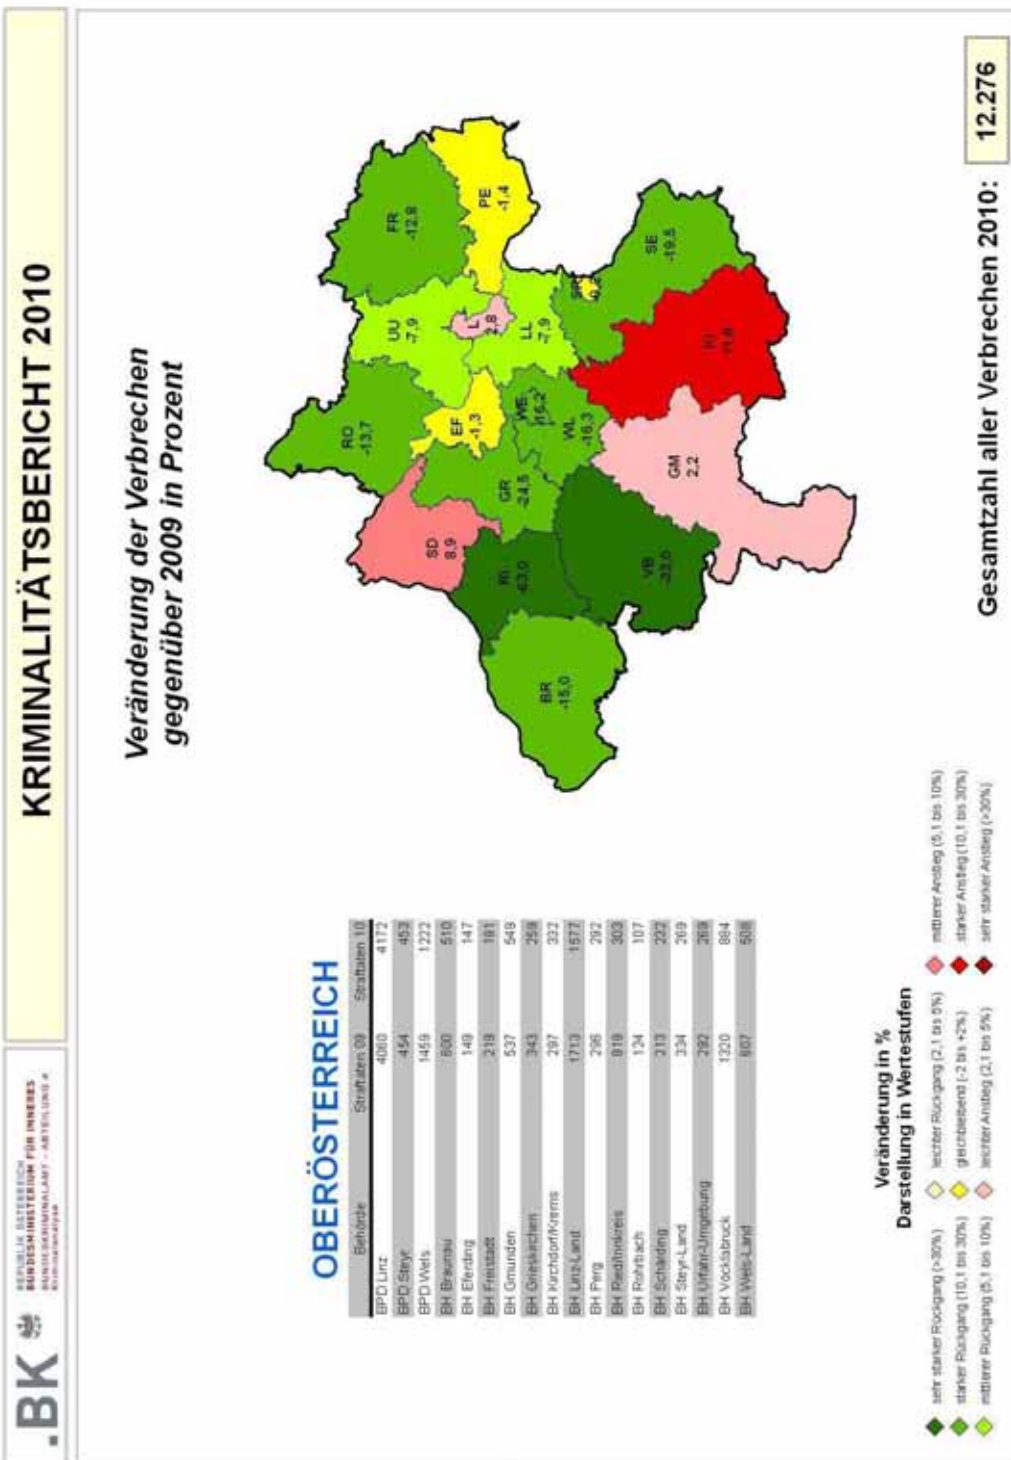 .BK
REPUBLIK ÖSTERREICH
BUNDESMINISTERIUM FÜR INNERES
BUNDESKRIMINALAMT - ABTEILUNG 4
Kriminalanalyse
KRIMINALITÄTSBERICHT 2010
Veränderung der Verbrechen
gegenüber 2009 in Prozent
OBERÖSTERREICH
Behörde Straftaten 09 Straftaten 10
BPD Linz 4060 4172
BPD Steyr 454 453
BPD Wels 1459 1222
BH Braunau 600 510
BH Eferding 149 147
BH Freistadt 219 191
BH Gmunden 537 549
BH Grieskirchen 343 259
BH Kirchdorf/Krems 297 332
BH Linz-Land 1713 1577
BH Perg 296 292
BH Ried/Innkreis 819 303
BH Rohrbach 124 107
BH Schärding 213 232
BH Steyr-Land 334 269
BH Urfahr-Umgebung 292 269
BH Vöcklabruck 1320 884
BH Wels-Land 607 508
RO
-13,7
UU
-7,9
FR
-12,8
PE
-1,4
L
2,8
EF
-1,3
SD
8,9
GR
-24,5
WE
-16,2
WL
-16,3
LL
-7,9
SE
-19,5
RI
-63,0
BR
-15,0
VB
-33,0
GM
2,2
KI
Veränderung in %
Darstellung in Wertestufen
sehr starker Rückgang (>30%)
starker Rückgang (10,1 bis 30%)
mittlerer Rückgang (5,1 bis 10%)
leichter Rückgang (2,1 bis 5%)
gleichbleibend (-2 bis +2%)
leichter Anstieg (2,1 bis 5%)
mittlerer Anstieg (5,1 bis 10%)
starker Anstieg (10,1 bis 30%)
sehr starker Anstieg (>30%)
Gesamtzahl aller Verbrechen 2010: 12.276